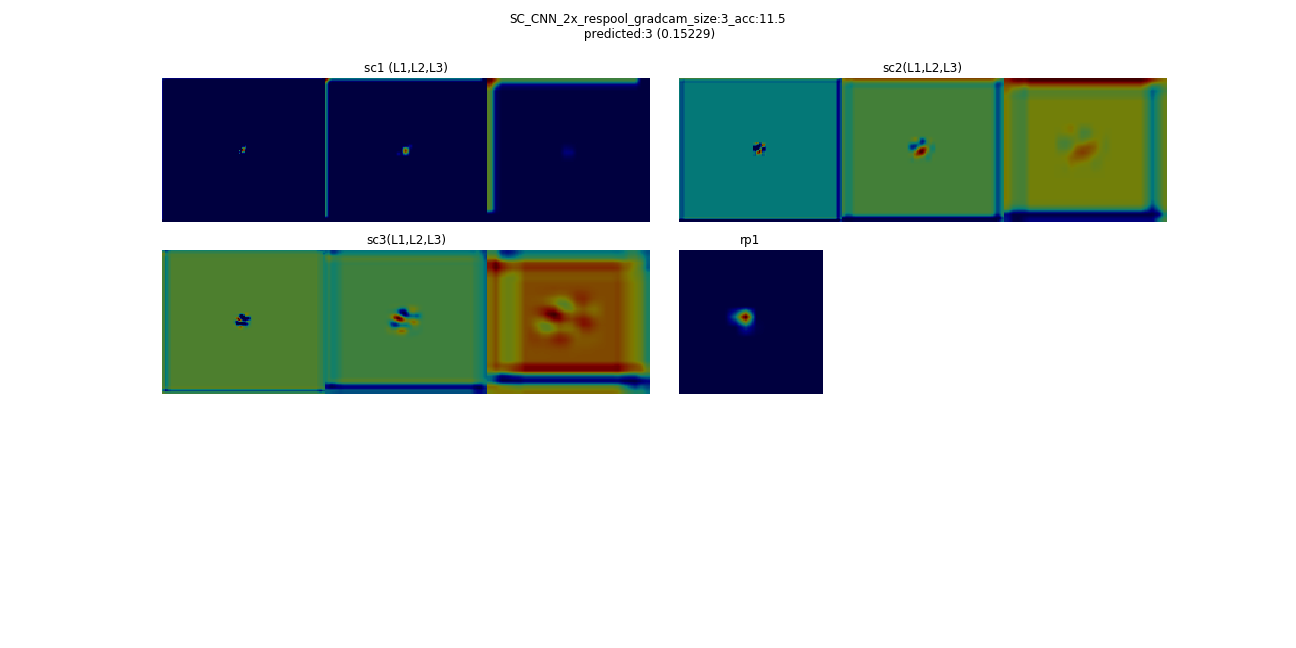 SC_CNN_2x_respool_gradcam_size:3_acc:11.5
predicted:3 (0.15229)
sc1 (L1,L2,L3)
sc2(L1,L2,L3)
sc3(L1,L2,L3)
rp1